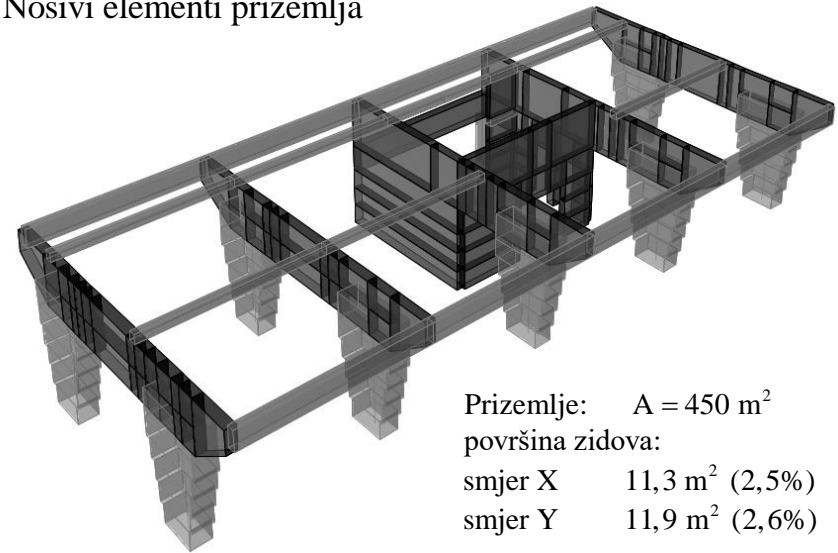 Nosivi elementi prizemlja
Prizemlje: A = 450 m²
površina zidova:
smjer X 11,3 m² (2,5%)
smjer Y 11,9 m² (2,6%)